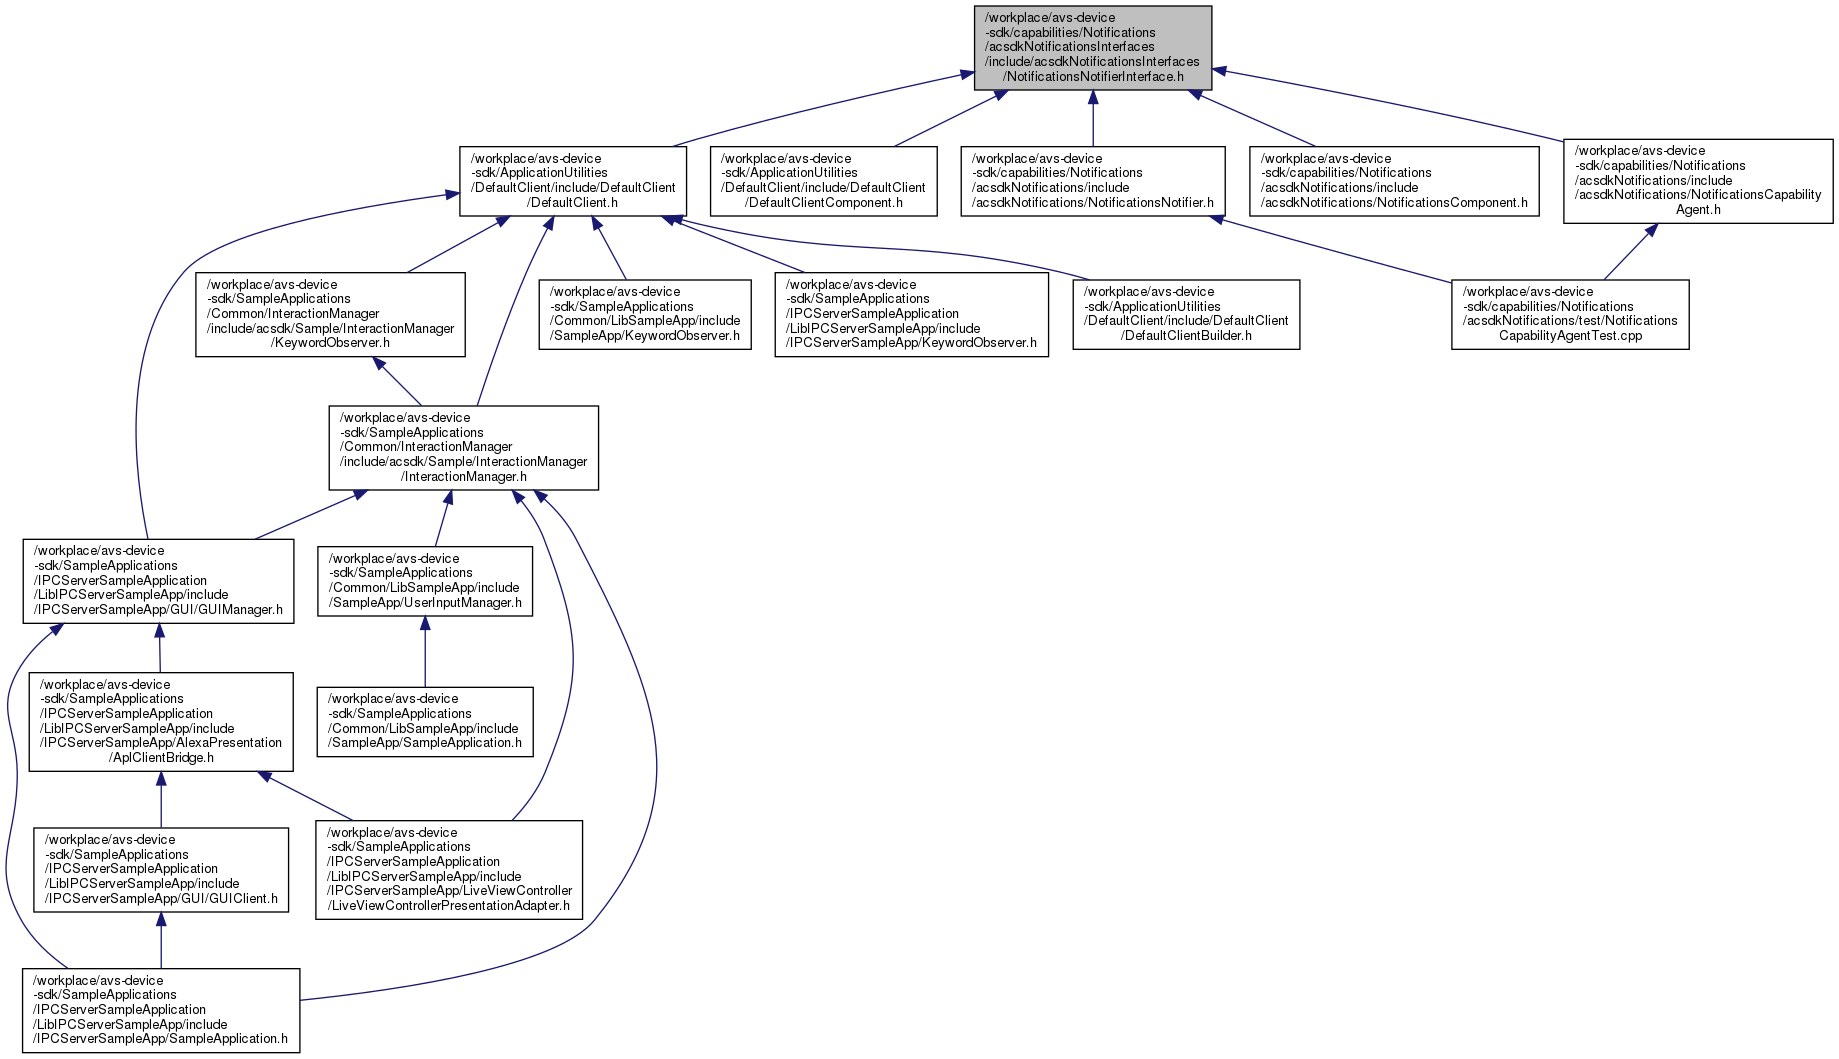 /workplace/avs-device
-sdk/capabilities/Notifications
/acsdkNotificationsInterfaces
/include/acsdkNotificationsInterfaces
/NotificationsNotifierInterface.h
/workplace/avs-device
-sdk/ApplicationUtilities
/DefaultClient/include/DefaultClient
/DefaultClient.h
/workplace/avs-device
-sdk/ApplicationUtilities
/DefaultClient/include/DefaultClient
/DefaultClientComponent.h
/workplace/avs-device
-sdk/capabilities/Notifications
/acsdkNotifications/include
/acsdkNotifications/NotificationsNotifier.h
/workplace/avs-device
-sdk/capabilities/Notifications
/acsdkNotifications/include
/acsdkNotifications/NotificationsComponent.h
/workplace/avs-device
-sdk/capabilities/Notifications
/acsdkNotifications/include
/acsdkNotifications/NotificationsCapability
Agent.h
/workplace/avs-device
-sdk/SampleApplications
/Common/InteractionManager
/include/acsdk/Sample/InteractionManager
/KeywordObserver.h
/workplace/avs-device
-sdk/SampleApplications
/Common/LibSampleApp/include
/SampleApp/KeywordObserver.h
/workplace/avs-device
-sdk/SampleApplications
/IPCServerSampleApplication
/LibIPCServerSampleApp/include
/IPCServerSampleApp/KeywordObserver.h
/workplace/avs-device
-sdk/ApplicationUtilities
/DefaultClient/include/DefaultClient
/DefaultClientBuilder.h
/workplace/avs-device
-sdk/capabilities/Notifications
/acsdkNotifications/test/Notifications
CapabilityAgentTest.cpp
/workplace/avs-device
-sdk/SampleApplications
/Common/InteractionManager
/include/acsdk/Sample/InteractionManager
/InteractionManager.h
/workplace/avs-device
-sdk/SampleApplications
/IPCServerSampleApplication
/LibIPCServerSampleApp/include
/IPCServerSampleApp/GUI/GUIManager.h
/workplace/avs-device
-sdk/SampleApplications
/Common/LibSampleApp/include
/SampleApp/UserInputManager.h
/workplace/avs-device
-sdk/SampleApplications
/IPCServerSampleApplication
/LibIPCServerSampleApp/include
/IPCServerSampleApp/AlexaPresentation
/AplClientBridge.h
/workplace/avs-device
-sdk/SampleApplications
/Common/LibSampleApp/include
/SampleApp/SampleApplication.h
/workplace/avs-device
-sdk/SampleApplications
/IPCServerSampleApplication
/LibIPCServerSampleApp/include
/IPCServerSampleApp/GUI/GUIClient.h
/workplace/avs-device
-sdk/SampleApplications
/IPCServerSampleApplication
/LibIPCServerSampleApp/include
/IPCServerSampleApp/LiveViewController
/LiveViewControllerPresentationAdapter.h
/workplace/avs-device
-sdk/SampleApplications
/IPCServerSampleApplication
/LibIPCServerSampleApp/include
/IPCServerSampleApp/SampleApplication.h